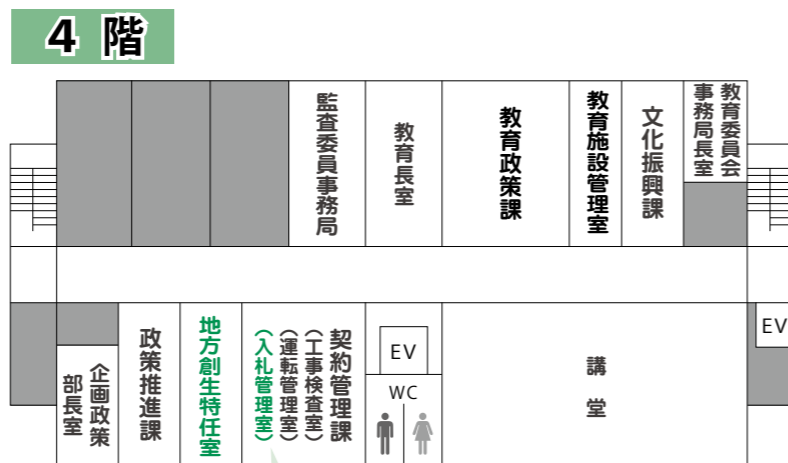 4 階
監査委員事務局
教育長室
教育政策課
教育施設管理室
文化振興課
教育委員会
事務局長室
EV
企画政策
部長室
政策推進課
地方創生特任室
契約管理課
（工事検査室）
（運転管理室）
（入札管理室）
EV
WC
講堂